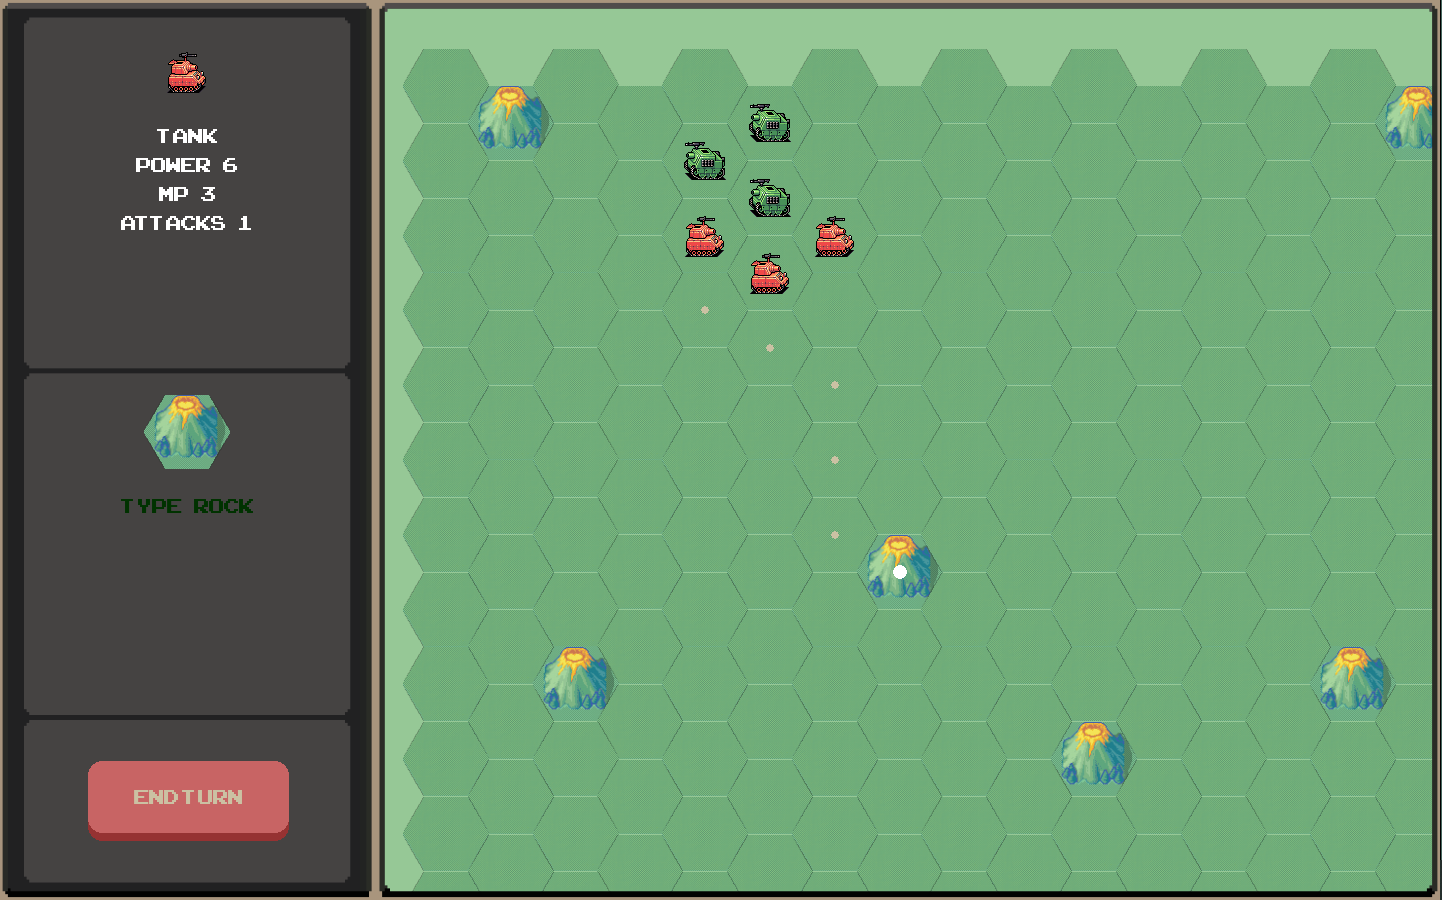 TANK
POWER 6
MP 3
ATTACKS 1
TYPE ROCK
END TURN